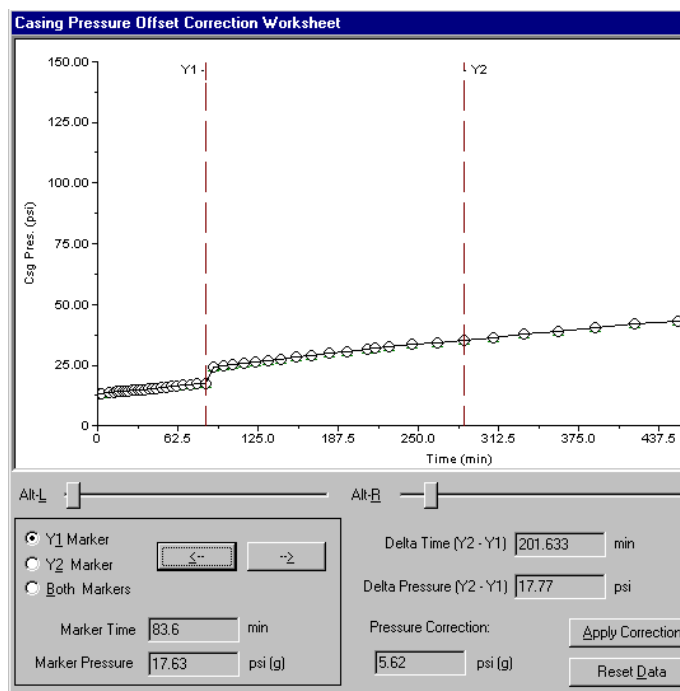 Casing Pressure Offset Correction Worksheet
Y1
Y2
150.00
125.00
100.00
75.00
50.00
25.00
0
Csg Pres. (psi)
0 62.5 125.0 187.5 250.0 312.5 375.0 437.5
Time (min)
Alt-L
Alt-R
Y1 Marker
Y2 Marker
Both Markers
<--
-->
Marker Time 83.6 min
Marker Pressure 17.63 psi (g)
Delta Time (Y2 - Y1) 201.633 min
Delta Pressure (Y2 - Y1) 17.77 psi
Pressure Correction:
5.62 psi (g)
Apply Correction
Reset Data